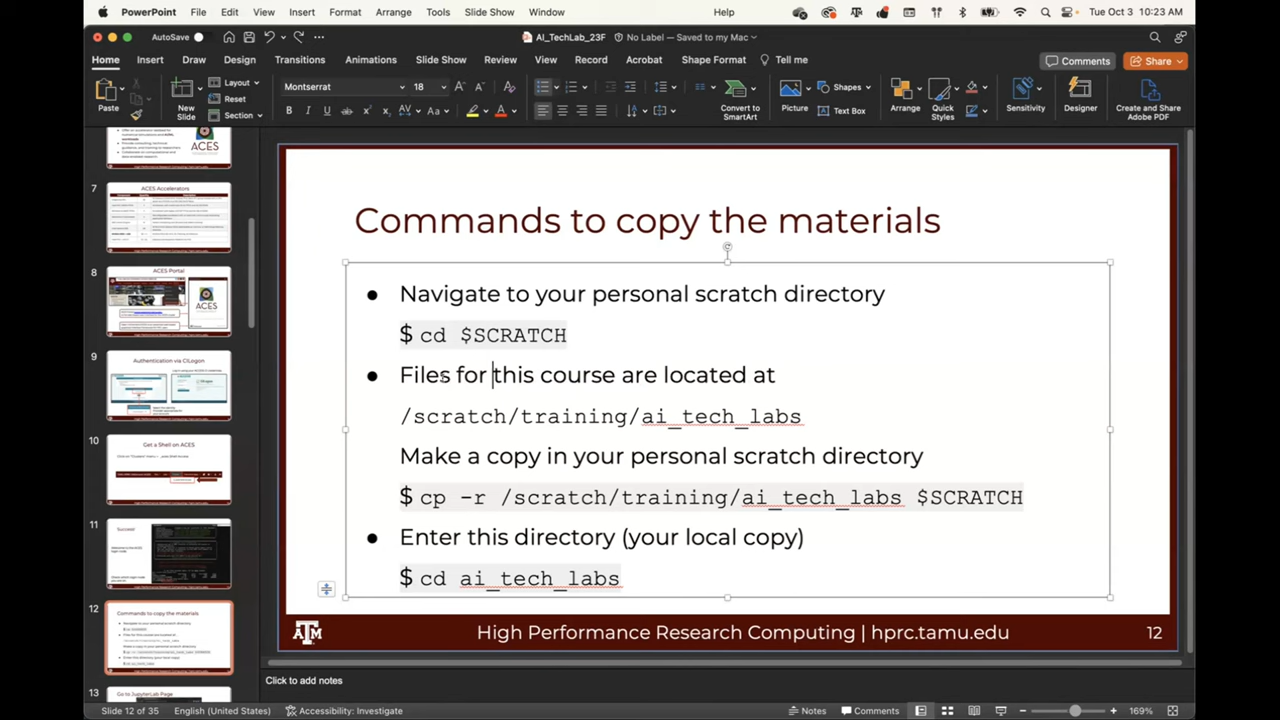 PowerPoint File Edit View Insert Format Arrange Tools Slide Show Window Help Tue Oct 3 10:23 AM
AutoSave AI_TechLab_23F No Label — Saved to my Mac
Home Insert Draw Design Transitions Animations Slide Show Review View Record Acrobat Shape Format Tell me Comments Share
Paste New Slide Layout Reset Section Montserrat 18 Convert to SmartArt Picture Shapes Text Box Arrange Quick Styles Sensitivity Designer Create and Share Adobe PDF
ACES
7
ACES Accelerators
8
ACES Portal
ACES
9
Authentication via CILogon
10
Get a Shell on ACES
11
Success!
12
Commands to copy the materials
13
Go to JupyterLab Page
Commands to copy the materials
● Navigate to your personal scratch directory
$ cd $SCRATCH
● Files for this course are located at
/scratch/training/ai_tech_labs
Make a copy in your personal scratch directory
$ cp -r /scratch/training/ai_tech_labs $SCRATCH
● Enter this directory (your local copy)
$ cd ai_tech_labs
High Performance Research Computing | hprc.tamu.edu 12
Click to add notes
Slide 12 of 35 English (United States) Accessibility: Investigate Notes Comments 169%